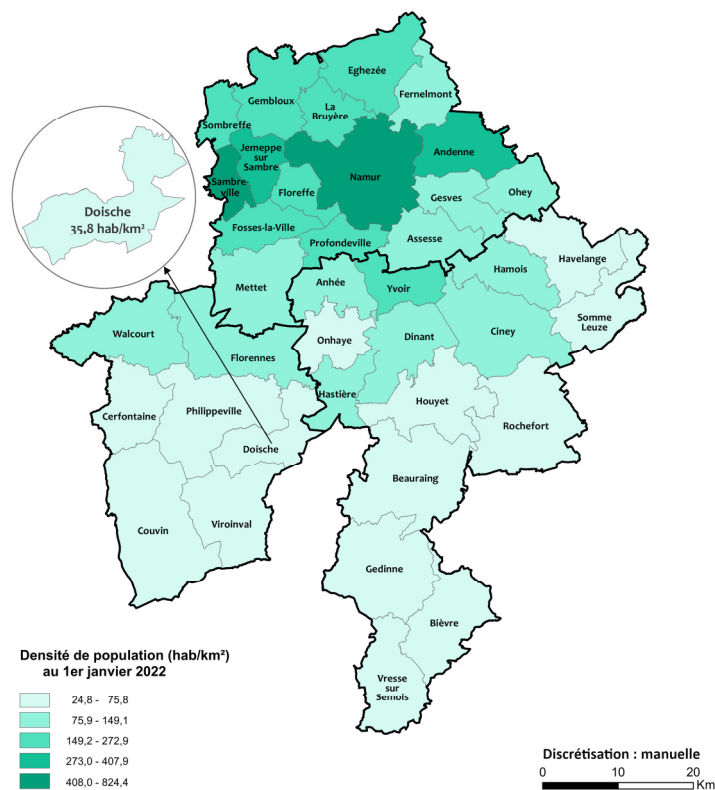 Eghezée
Gembloux
Fernelmont
La
Bruyère
Sombreffe
Jemeppe
sur
Sambre
Andenne
Namur
Sambre-
ville
Floreffe
Gesves
Ohey
Doische
35,8 hab/km²
Fosses-la-Ville
Profondeville
Assesse
Havelange
Hamois
Mettet
Anhée
Yvoir
Somme
Leuze
Walcourt
Onhaye
Dinant
Ciney
Florennes
Hastière
Houyet
Cerfontaine
Philippeville
Rochefort
Doische
Beauraing
Couvin
Viroinval
Gedinne
Bièvre
Vresse
sur
Semois
Densité de population (hab/km²)
au 1er janvier 2022
24,8 - 75,8
75,9 - 149,1
149,2 - 272,9
273,0 - 407,9
408,0 - 824,4
Discrétisation : manuelle
0 10 20
Km